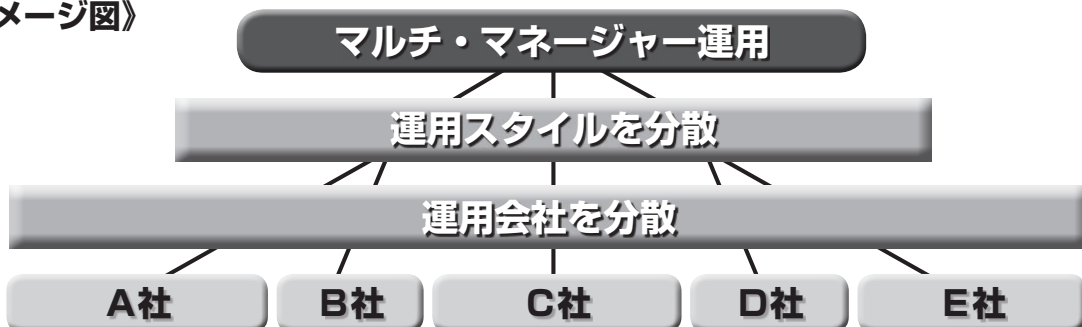 メージ図》
マルチ・マネージャー運用
運用スタイルを分散
運用会社を分散
A社
B社
C社
D社
E社